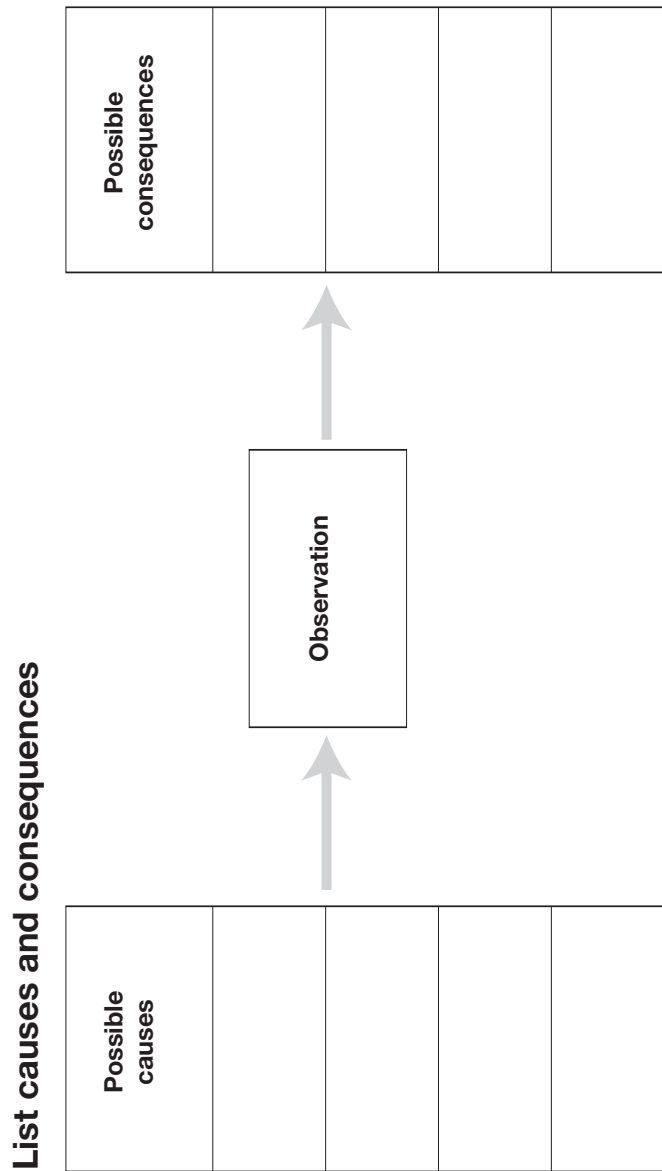 List causes and consequences
Possible
causes
Observation
Possible
consequences